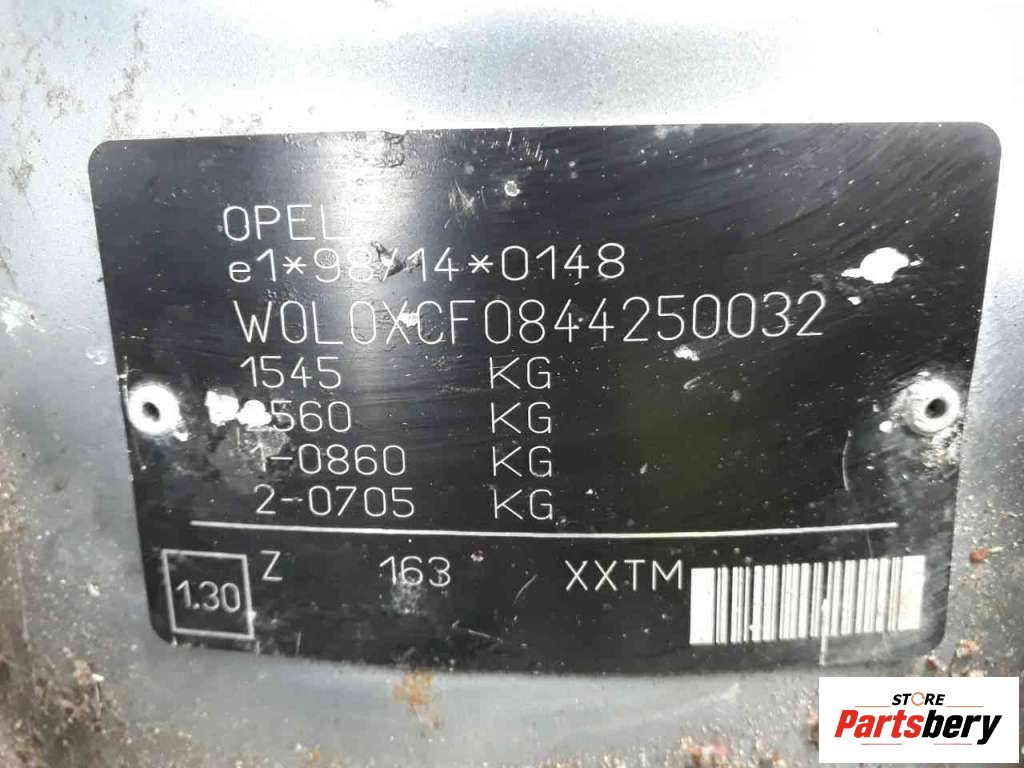 OPEL
e1*98/14*0148
W0L0XCF0844250032
1545 KG
560 KG
1-0860 KG
2-0705 KG
Z 163 XXTM
1.30
STORE
Partsbery